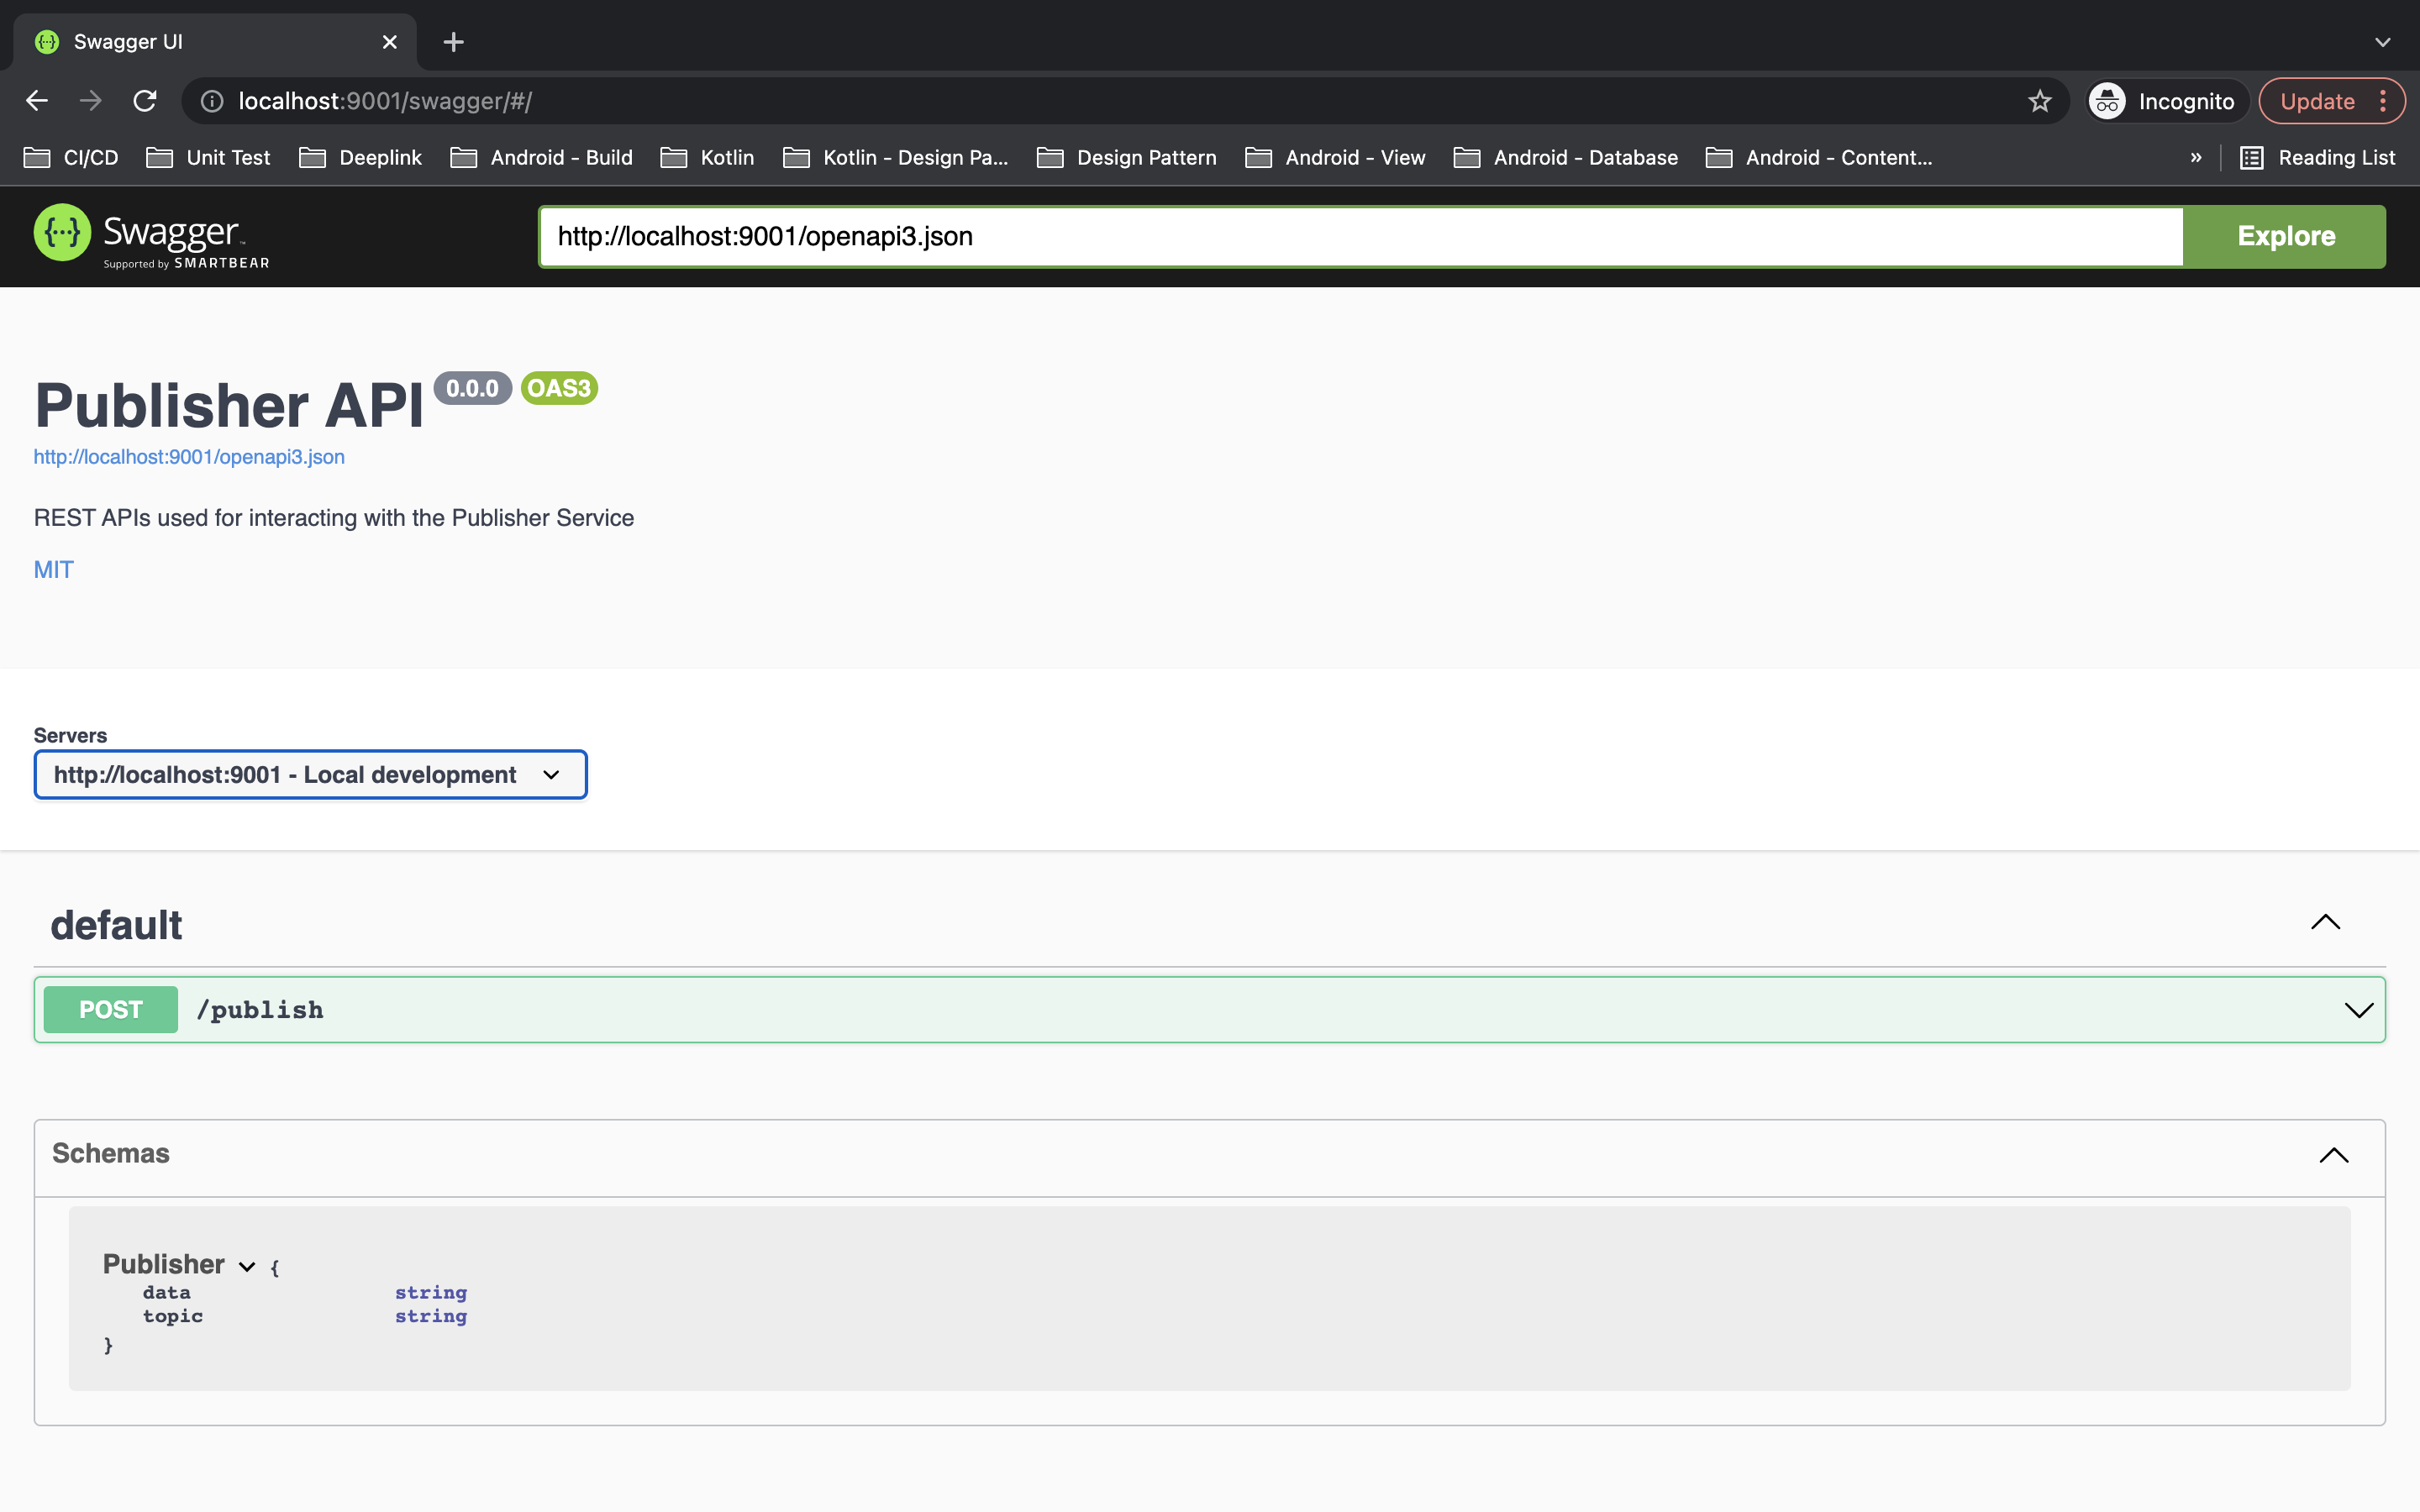 Swagger UI
localhost:9001/swagger/#/
Incognito
Update
CI/CD
Unit Test
Deeplink
Android - Build
Kotlin
Kotlin - Design Pa...
Design Pattern
Android - View
Android - Database
Android - Content...
»
Reading List
{···} Swagger™
Supported by SMARTBEAR
http://localhost:9001/openapi3.json
Explore
Publisher API 0.0.0 OAS3
http://localhost:9001/openapi3.json
REST APIs used for interacting with the Publisher Service
MIT
Servers
http://localhost:9001 - Local development
default
POST /publish
Schemas
Publisher {
data string
topic string
}